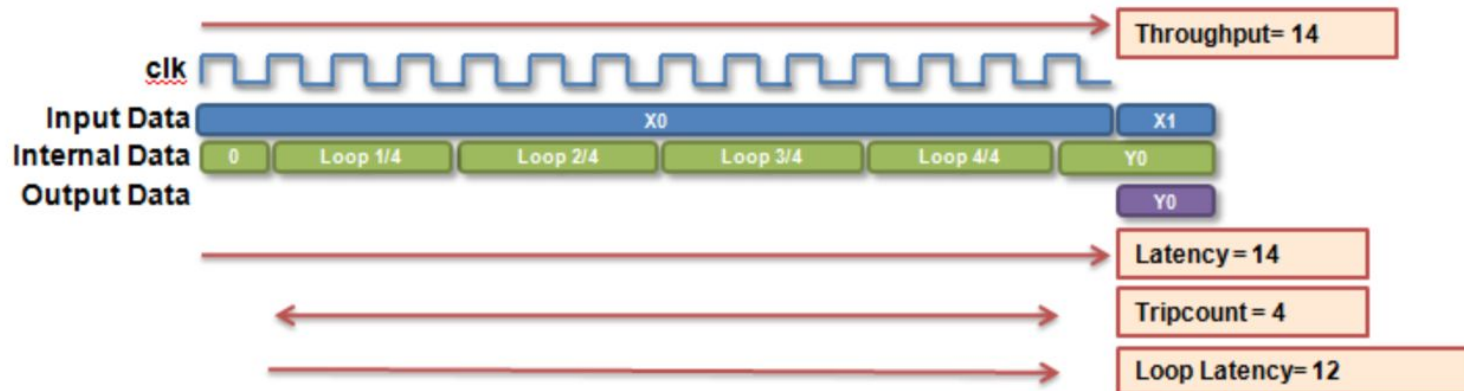 Throughput= 14
clk
Input Data X0 X1
Internal Data 0 Loop 1/4 Loop 2/4 Loop 3/4 Loop 4/4 Y0
Output Data Y0
Latency = 14
Tripcount = 4
Loop Latency= 12